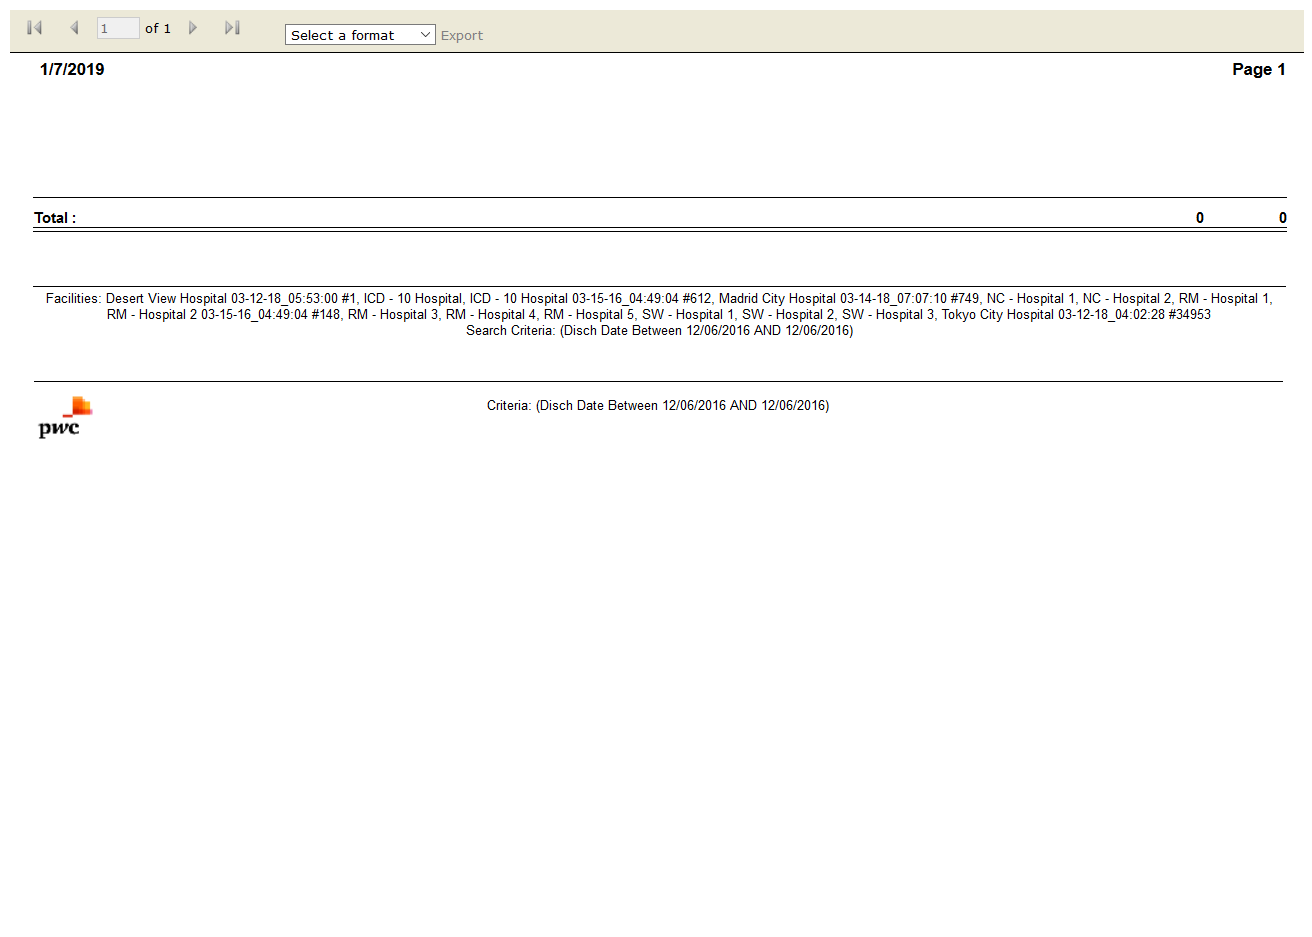 1 of 1 Select a format Export
1/7/2019 Page 1
Total : 0 0
Facilities: Desert View Hospital 03-12-18_05:53:00 #1, ICD - 10 Hospital, ICD - 10 Hospital 03-15-16_04:49:04 #612, Madrid City Hospital 03-14-18_07:07:10 #749, NC - Hospital 1, NC - Hospital 2, RM - Hospital 1,
RM - Hospital 2 03-15-16_04:49:04 #148, RM - Hospital 3, RM - Hospital 4, RM - Hospital 5, SW - Hospital 1, SW - Hospital 2, SW - Hospital 3, Tokyo City Hospital 03-12-18_04:02:28 #34953
Search Criteria: (Disch Date Between 12/06/2016 AND 12/06/2016)
Criteria: (Disch Date Between 12/06/2016 AND 12/06/2016)
pwc